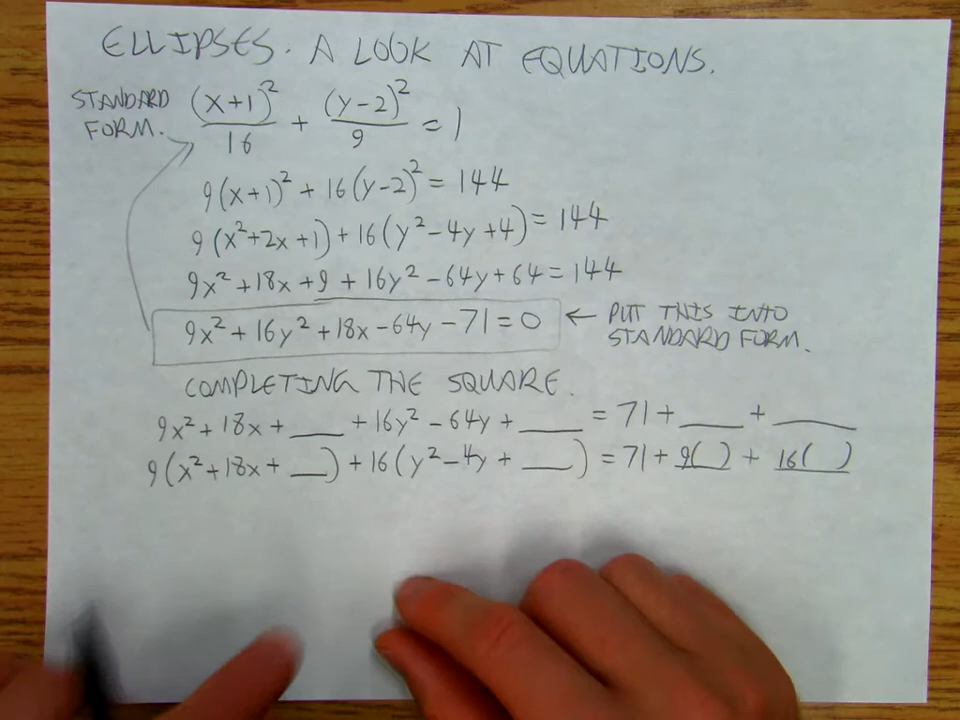 ELLIPSES. A LOOK AT EQUATIONS.
STANDARD FORM. (x+1)²/16 + (y-2)²/9 = 1
9(x+1)² + 16(y-2)² = 144
9(x²+2x+1) + 16(y²-4y+4) = 144
9x² + 18x + 9 + 16y² - 64y + 64 = 144
9x² + 16y² + 18x - 64y - 71 = 0 ← PUT THIS INTO
STANDARD FORM.
COMPLETING THE SQUARE.
9x² + 18x + ___ + 16y² - 64y + ___ = 71 + ___ + ___
9(x² + 18x + ___) + 16(y² - 4y + ___) = 71 + 9( ) + 16( )